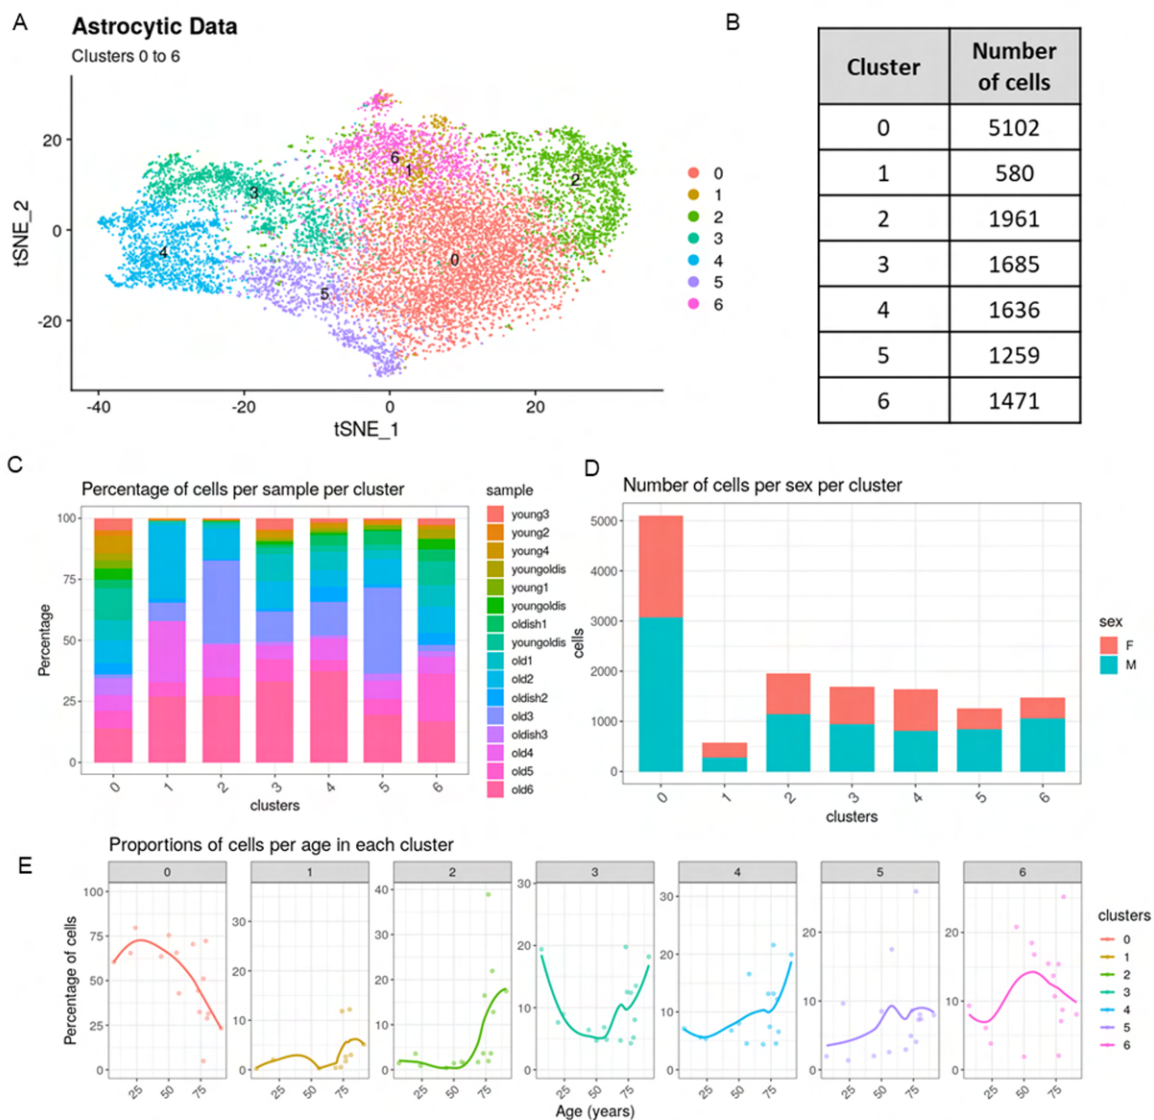 A
Astrocytic Data
Clusters 0 to 6
tSNE_2
20
0
-20
-40
-20
0
20
tSNE_1
6
1
2
3
4
0
5
0
1
2
3
4
5
6
B
Cluster Number of cells
0 5102
1 580
2 1961
3 1685
4 1636
5 1259
6 1471
C
Percentage of cells per sample per cluster
Percentage
100
75
50
25
0
0 1 2 3 4 5 6
clusters
sample
young3
young2
young4
youngoldis
young1
youngoldis
oldish1
youngoldis
old1
old2
oldish2
old3
oldish3
old4
old5
old6
D
Number of cells per sex per cluster
cells
5000
4000
3000
2000
1000
0
0 1 2 3 4 5 6
clusters
sex
F
M
E
Proportions of cells per age in each cluster
Percentage of cells
0 1 2 3 4 5 6
100
75
50
25
0
30
20
10
0
40
30
20
10
0
30
20
10
0
30
20
10
0
20
10
0
20
10
0
25 50 75 25 50 75 25 50 75 25 50 75 25 50 75 25 50 75 25 50 75
Age (years)
clusters
0
1
2
3
4
5
6